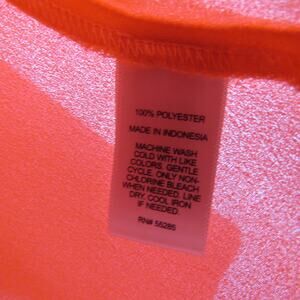 100% POLYESTER
MADE IN INDONESIA
MACHINE WASH
COLD WITH LIKE
COLORS. GENTLE
CYCLE. ONLY NON-
CHLORINE BLEACH
WHEN NEEDED. LINE
DRY. COOL IRON
IF NEEDED.
RN# 55285